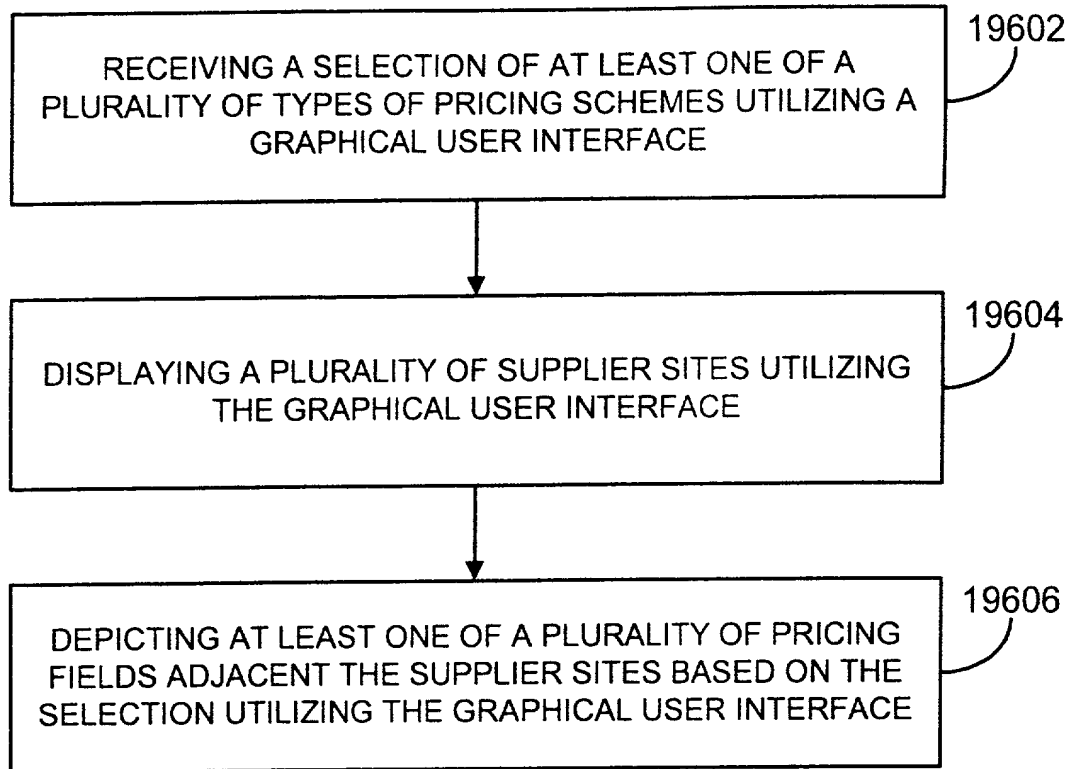 19602
RECEIVING A SELECTION OF AT LEAST ONE OF A
PLURALITY OF TYPES OF PRICING SCHEMES UTILIZING A
GRAPHICAL USER INTERFACE
19604
DISPLAYING A PLURALITY OF SUPPLIER SITES UTILIZING
THE GRAPHICAL USER INTERFACE
19606
DEPICTING AT LEAST ONE OF A PLURALITY OF PRICING
FIELDS ADJACENT THE SUPPLIER SITES BASED ON THE
SELECTION UTILIZING THE GRAPHICAL USER INTERFACE